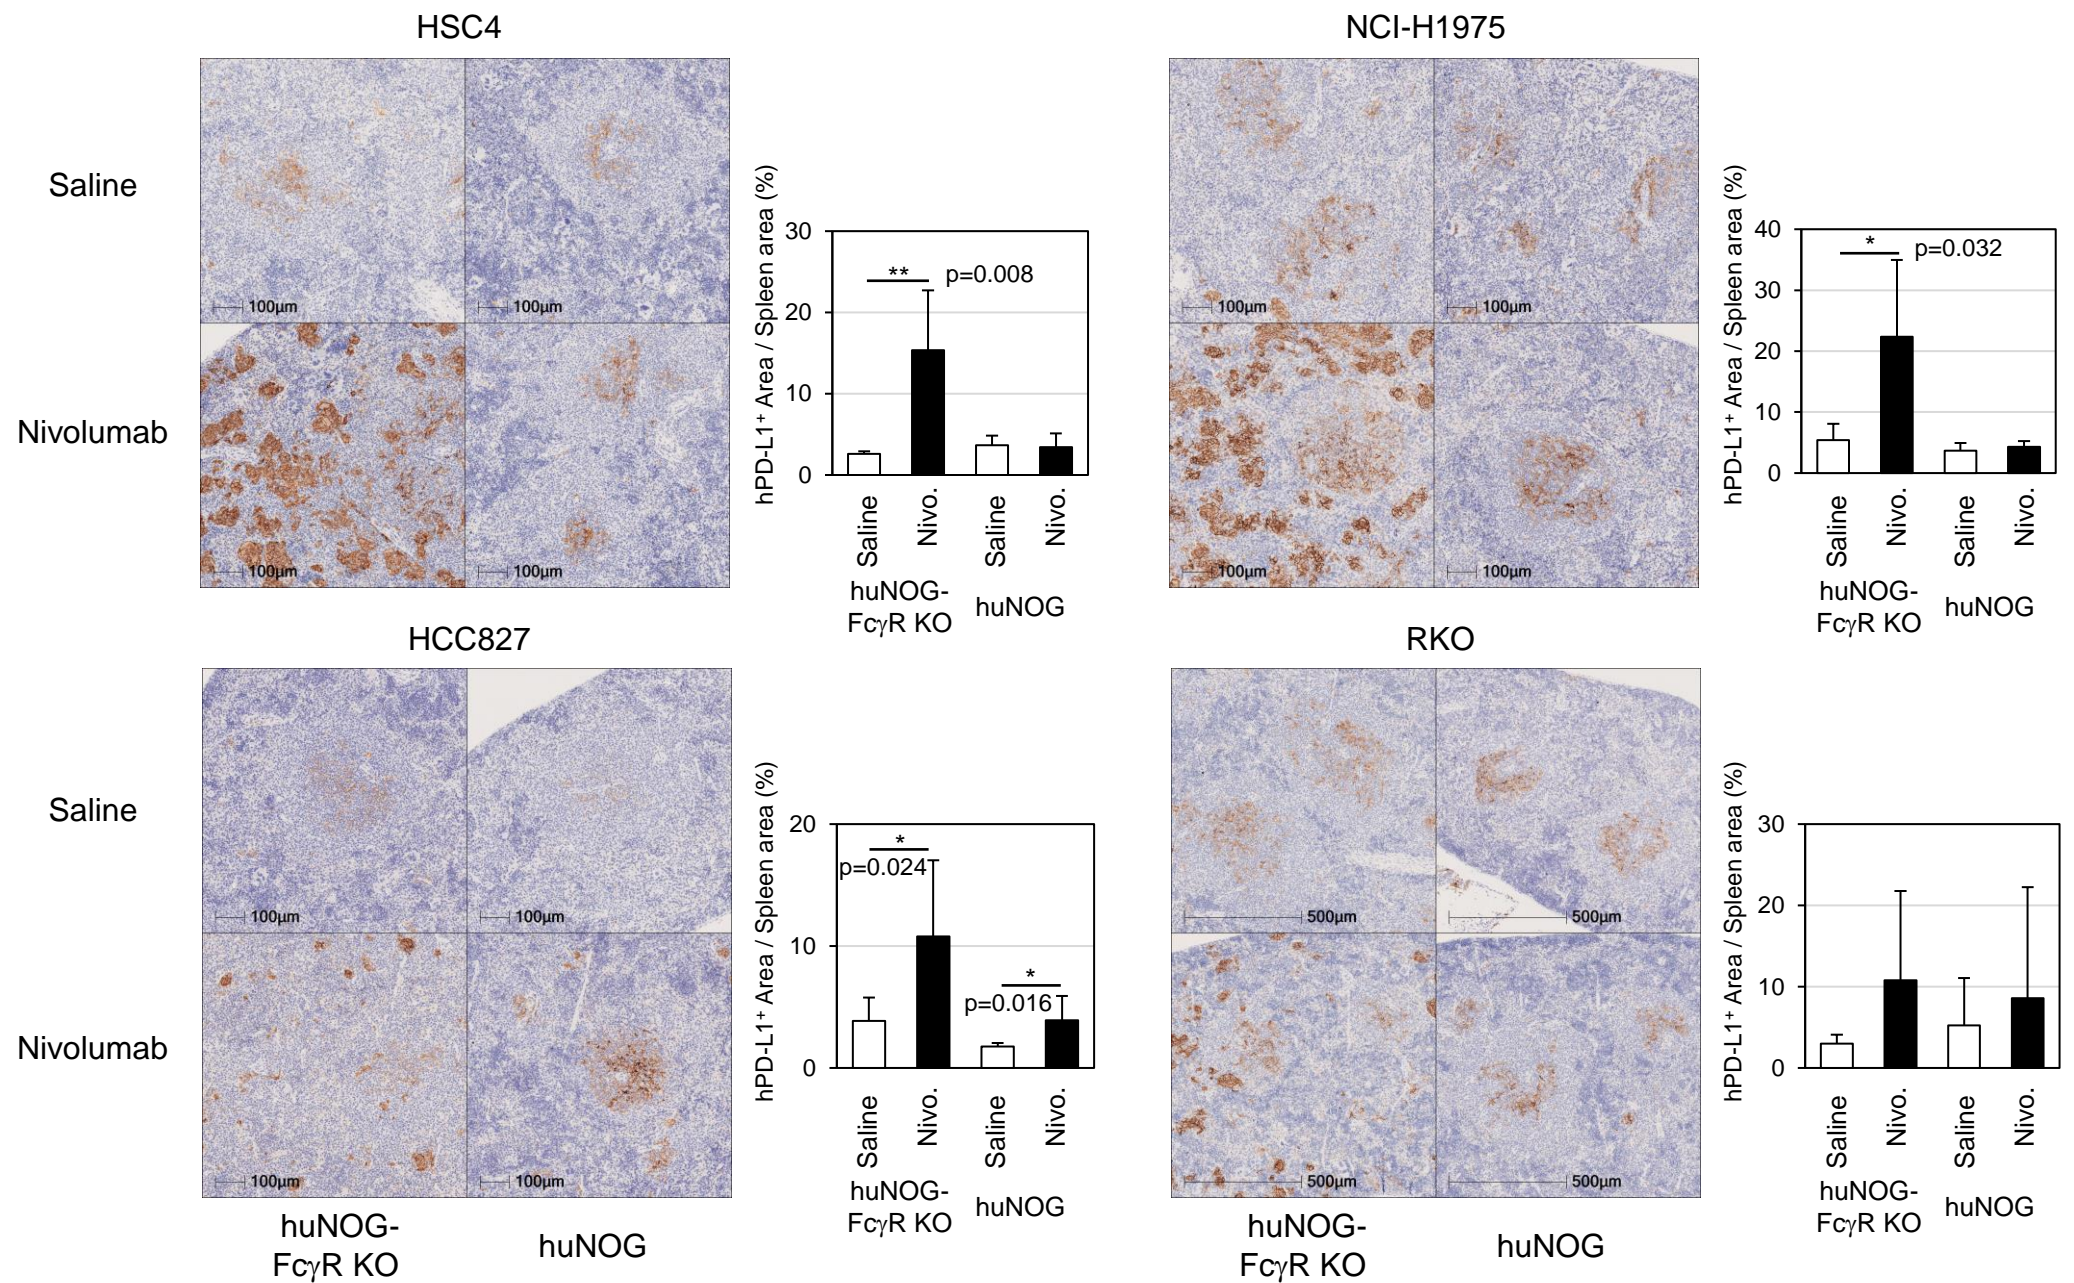 HSC4
NCI-H1975
Saline
Nivolumab
100µm
100µm
100µm
100µm
hPD-L1⁺ Area / Spleen area (%)
30
20
10
0
**
p=0.008
Saline
Nivo.
Saline
Nivo.
huNOG-
FcγR KO
huNOG
100µm
100µm
100µm
100µm
hPD-L1⁺ Area / Spleen area (%)
40
30
20
10
0
*
p=0.032
Saline
Nivo.
Saline
Nivo.
huNOG-
FcγR KO
huNOG
HCC827
RKO
Saline
Nivolumab
100µm
100µm
100µm
100µm
huNOG-
FcγR KO
huNOG
hPD-L1⁺ Area / Spleen area (%)
20
10
0
*
p=0.024
*
p=0.016
Saline
Nivo.
Saline
Nivo.
huNOG-
FcγR KO
huNOG
500µm
500µm
500µm
500µm
huNOG-
FcγR KO
huNOG
hPD-L1⁺ Area / Spleen area (%)
30
20
10
0
Saline
Nivo.
Saline
Nivo.
huNOG-
FcγR KO
huNOG